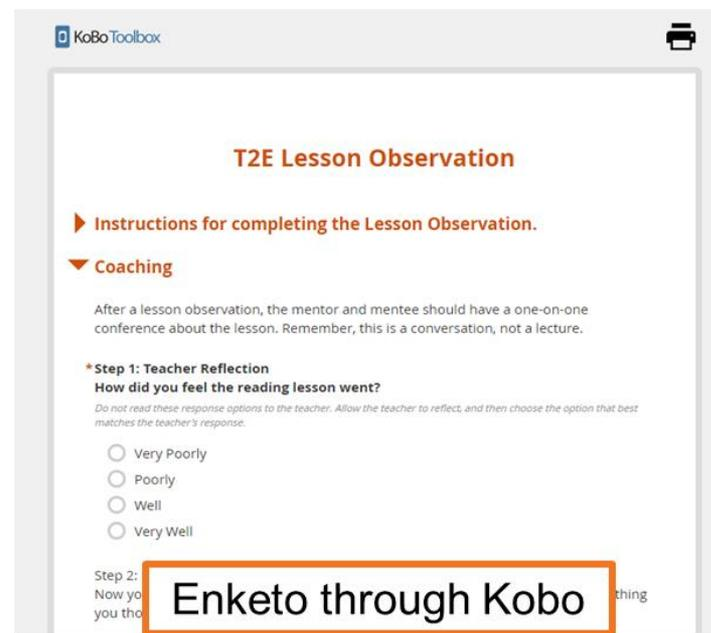 KoBoToolbox
T2E Lesson Observation
Instructions for completing the Lesson Observation.
Coaching
After a lesson observation, the mentor and mentee should have a one-on-one
conference about the lesson. Remember, this is a conversation, not a lecture.
*Step 1: Teacher Reflection
How did you feel the reading lesson went?
Do not read these response options to the teacher. Allow the teacher to reflect, and then choose the option that best
matches the teacher's response.
Very Poorly
Poorly
Well
Very Well
Step 2:
Now thing
you
Enketo through Kobo